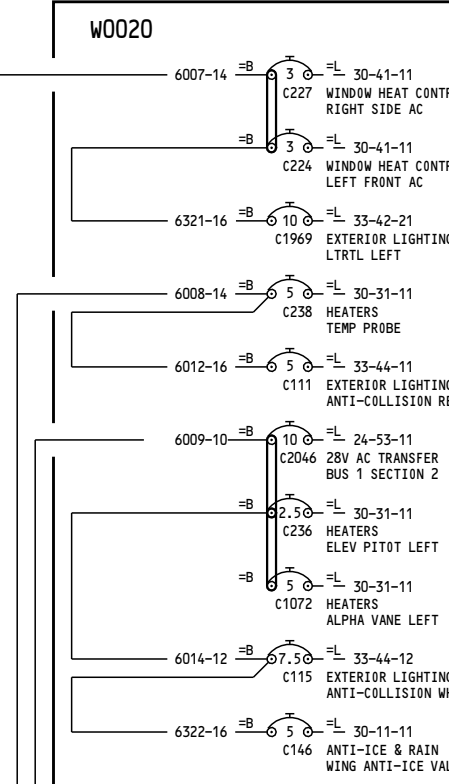 W0020
6007-14 =B 3 =L 30-41-11
C227 WINDOW HEAT CONTR
RIGHT SIDE AC
=B 3 =L 30-41-11
C224 WINDOW HEAT CONTR
LEFT FRONT AC
6321-16 =B 10 =L 33-42-21
C1969 EXTERIOR LIGHTING
LTRTL LEFT
6008-14 =B 5 =L 30-31-11
C238 HEATERS
TEMP PROBE
6012-16 =B 5 =L 33-44-11
C111 EXTERIOR LIGHTING
ANTI-COLLISION RE
6009-10 =B 10 =L 24-53-11
C2046 28V AC TRANSFER
BUS 1 SECTION 2
=B 2.5 =L 30-31-11
C236 HEATERS
ELEV PITOT LEFT
=B 5 =L 30-31-11
C1072 HEATERS
ALPHA VANE LEFT
6014-12 =B 7.5 =L 33-44-12
C115 EXTERIOR LIGHTING
ANTI-COLLISION WH
6322-16 =B 5 =L 30-11-11
C146 ANTI-ICE & RAIN
WING ANTI-ICE VAL